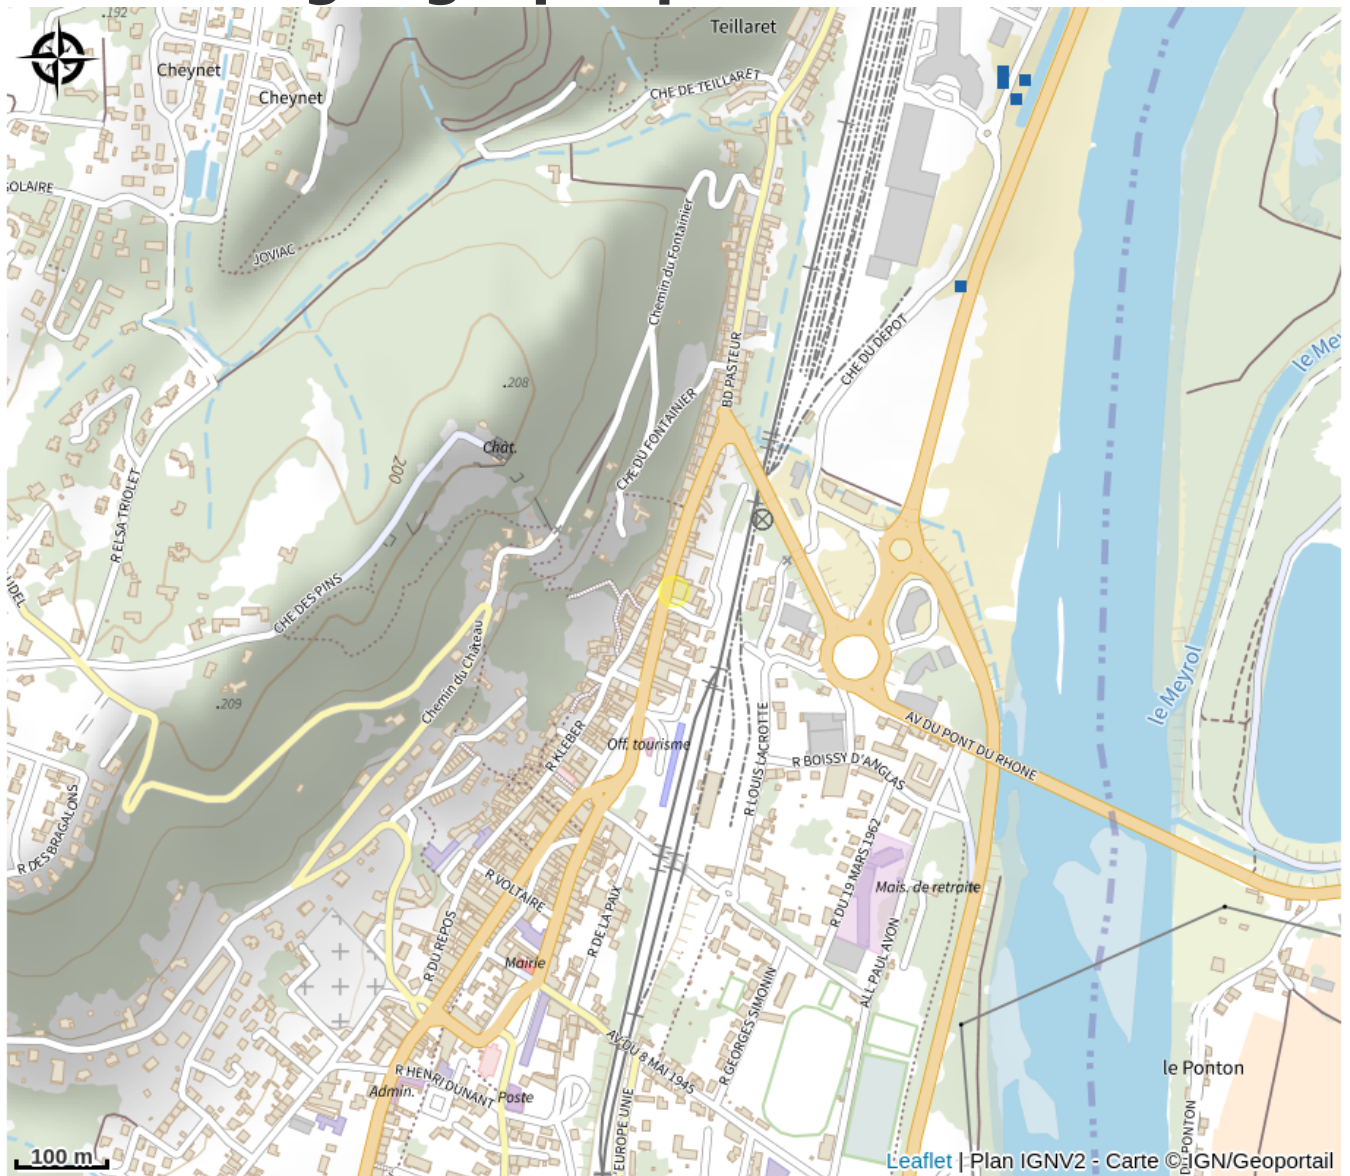 .192
Teillaret
Cheynet
Cheynet
CHE DE TEILLARET
JOVIAC
Chemin du Fontainier
BD PASTEUR
CHE DU DEPOT
le Mey
.208
CHE DU FONTAINIER
Chât.
200
R ELSA TRIOLET
CHE DES PINS
Chemin du Château
.209
le Meyrol
R KLEBER
Off. tourisme
R LOUIS LACROTTE
AV DU PONT DU RHONE
R BOISSY D'ANGLAS
R DES BRAGALONS
R DU 19 MARS 1962
Mais. de retraite
R VOLTAIRE
R DE LA PAIX
R DU REPOS
Mairie
ALL PAUL AVON
R GEORGES SIMONIN
AV DU 8 MAI 1945
le Ponton
R HENRI DUNANT
Admin.
Poste
EUROPE UNIE
PONTON
100 m
Leaflet | Plan IGNV2 - Carte © IGN/Geoportail